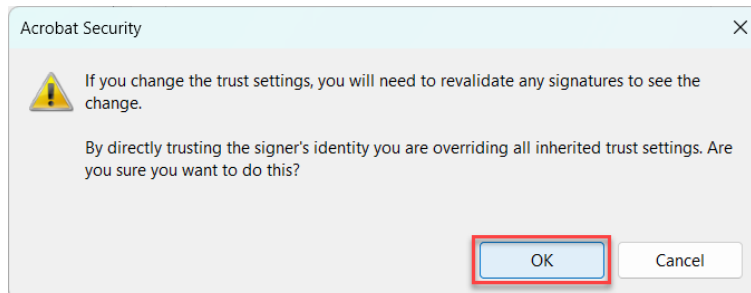 Acrobat Security
If you change the trust settings, you will need to revalidate any signatures to see the
change.
By directly trusting the signer's identity you are overriding all inherited trust settings. Are
you sure you want to do this?
OK
Cancel